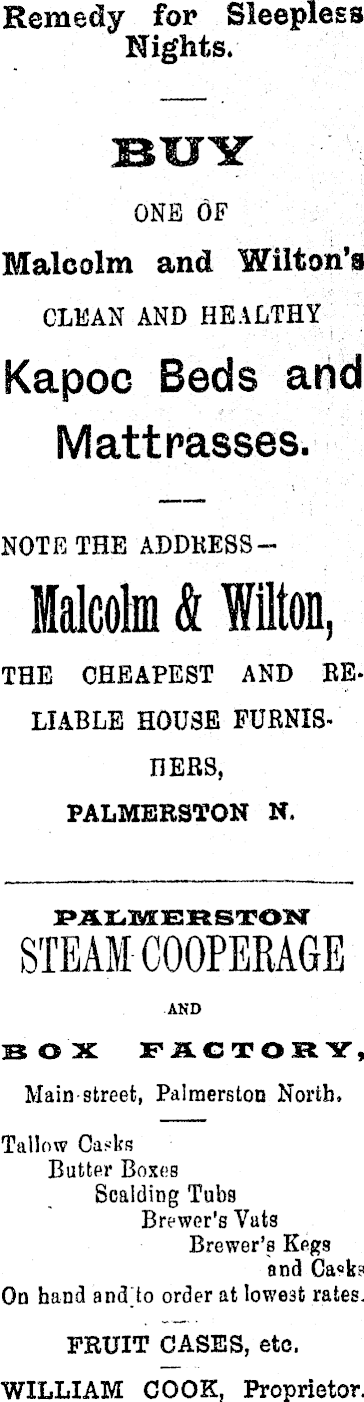 Remedy for Sleepless
Nights.
BUY
ONE OF
Malcolm and Wilton's
CLEAN AND HEALTHY
Kapoc Beds and
Mattrasses.
NOTE THE ADDRESS—
Malcolm & Wilton,
THE CHEAPEST AND RE-
LIABLE HOUSE FURNIS-
HERS,
PALMERSTON N.
PALMERSTON
STEAM COOPERAGE
AND
BOX FACTORY,
Main-street, Palmerston North.
Tallow Casks
Butter Boxes
Scalding Tubs
Brewer's Vats
Brewer's Kegs
and Casks
On hand and to order at lowest rates.
FRUIT CASES, etc.
WILLIAM COOK, Proprietor.